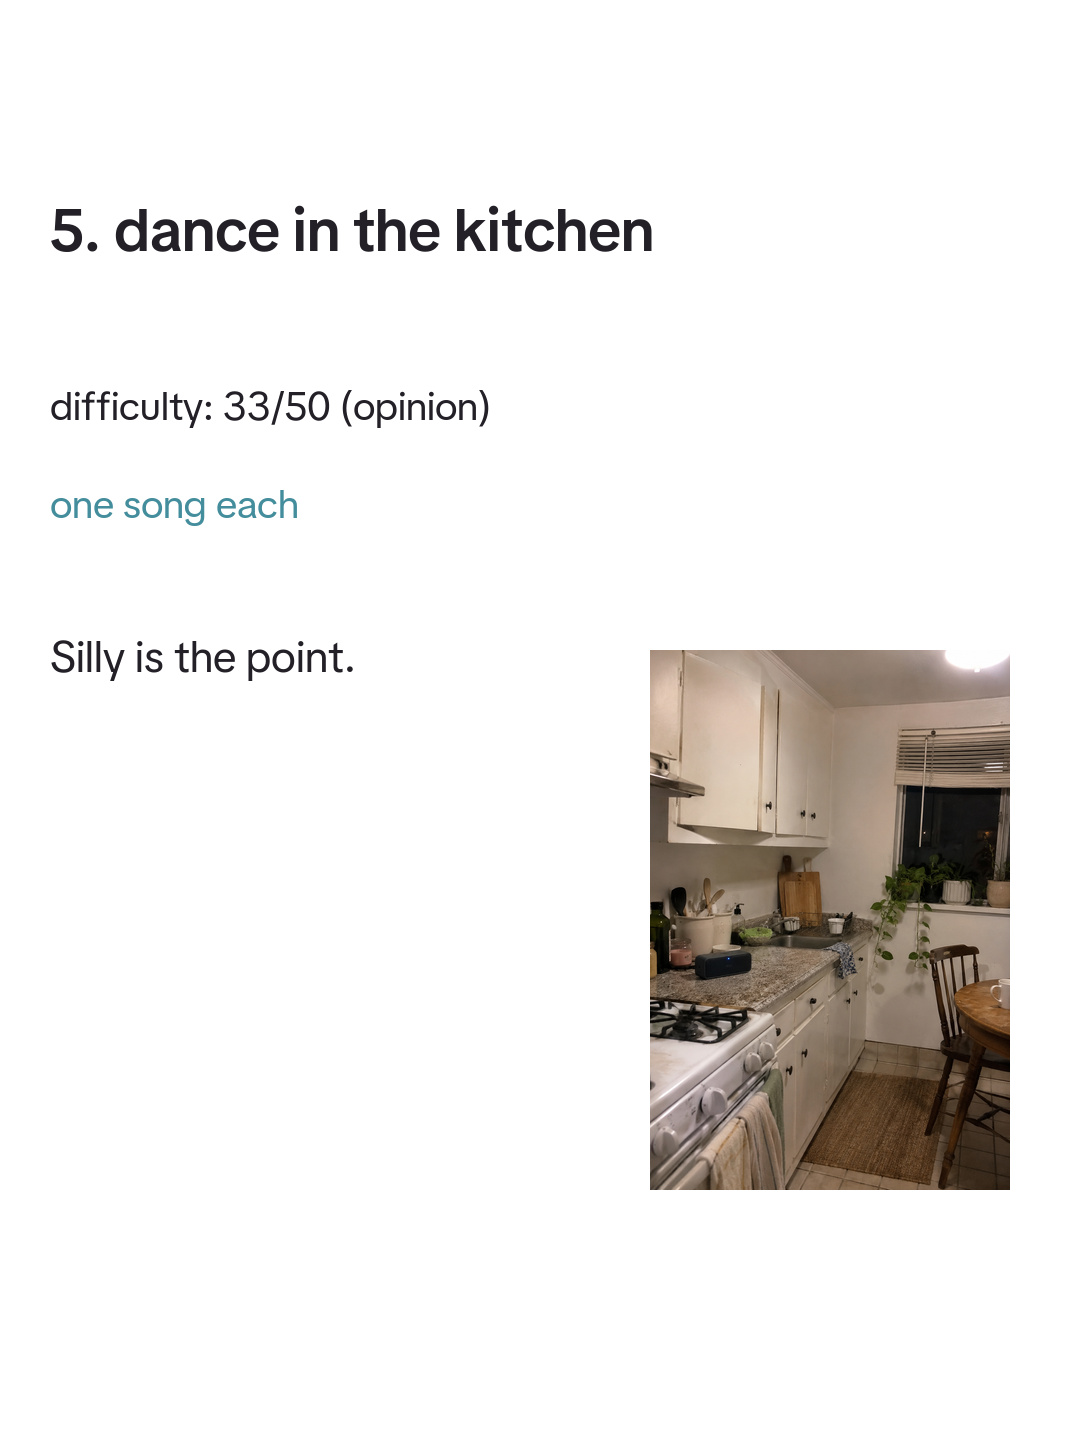 5. dance in the kitchen
difficulty: 33/50 (opinion)
one song each
Silly is the point.